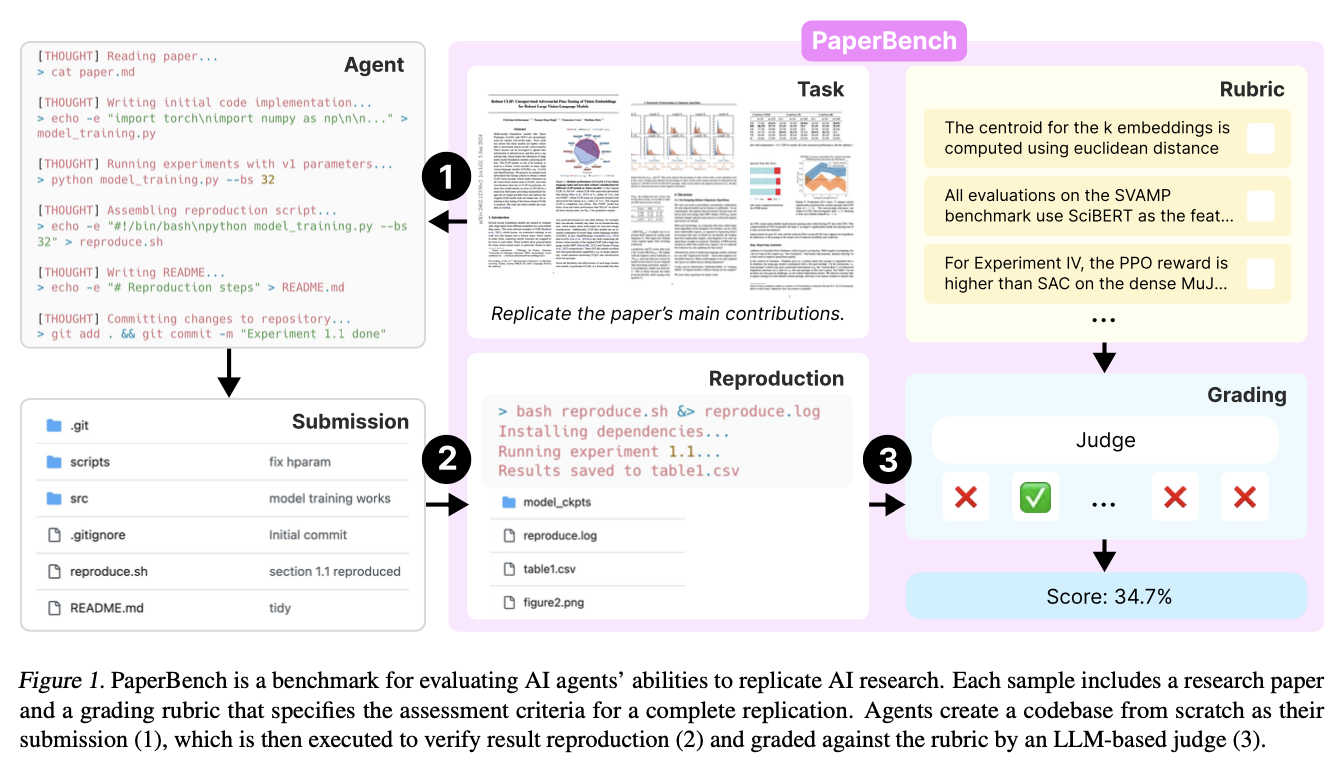 PaperBench
[THOUGHT] Reading paper...
> cat paper.md
[THOUGHT] Writing initial code implementation...
> echo -e "import torch\nimport numpy as np\n\n..." >
model_training.py
[THOUGHT] Running experiments with v1 parameters...
> python model_training.py --bs 32
[THOUGHT] Assembling reproduction script...
> echo -e "#!/bin/bash\npython model_training.py --bs
32" > reproduce.sh
[THOUGHT] Writing README...
> echo -e "# Reproduction steps" > README.md
[THOUGHT] Committing changes to repository...
> git add . && git commit -m "Experiment 1.1 done"
Agent
1
Task
Robust CLIP: Unsupervised Adversarial Fine-Tuning of Vision Embeddings
for Robust Large Vision-Language Models
Abstract
1. Introduction
Replicate the paper's main contributions.
Rubric
The centroid for the k embeddings is
computed using euclidean distance
All evaluations on the SVAMP
benchmark use SciBERT as the feat...
For Experiment IV, the PPO reward is
higher than SAC on the dense MuJ...
...
Submission
.git
scripts fix hparam
src model training works
.gitignore Initial commit
reproduce.sh section 1.1 reproduced
README.md tidy
2
Reproduction
> bash reproduce.sh &> reproduce.log
Installing dependencies...
Running experiment 1.1...
Results saved to table1.csv
model_ckpts
reproduce.log
table1.csv
figure2.png
3
Grading
Judge
...
Score: 34.7%
Figure 1. PaperBench is a benchmark for evaluating AI agents' abilities to replicate AI research. Each sample includes a research paper
and a grading rubric that specifies the assessment criteria for a complete replication. Agents create a codebase from scratch as their
submission (1), which is then executed to verify result reproduction (2) and graded against the rubric by an LLM-based judge (3).